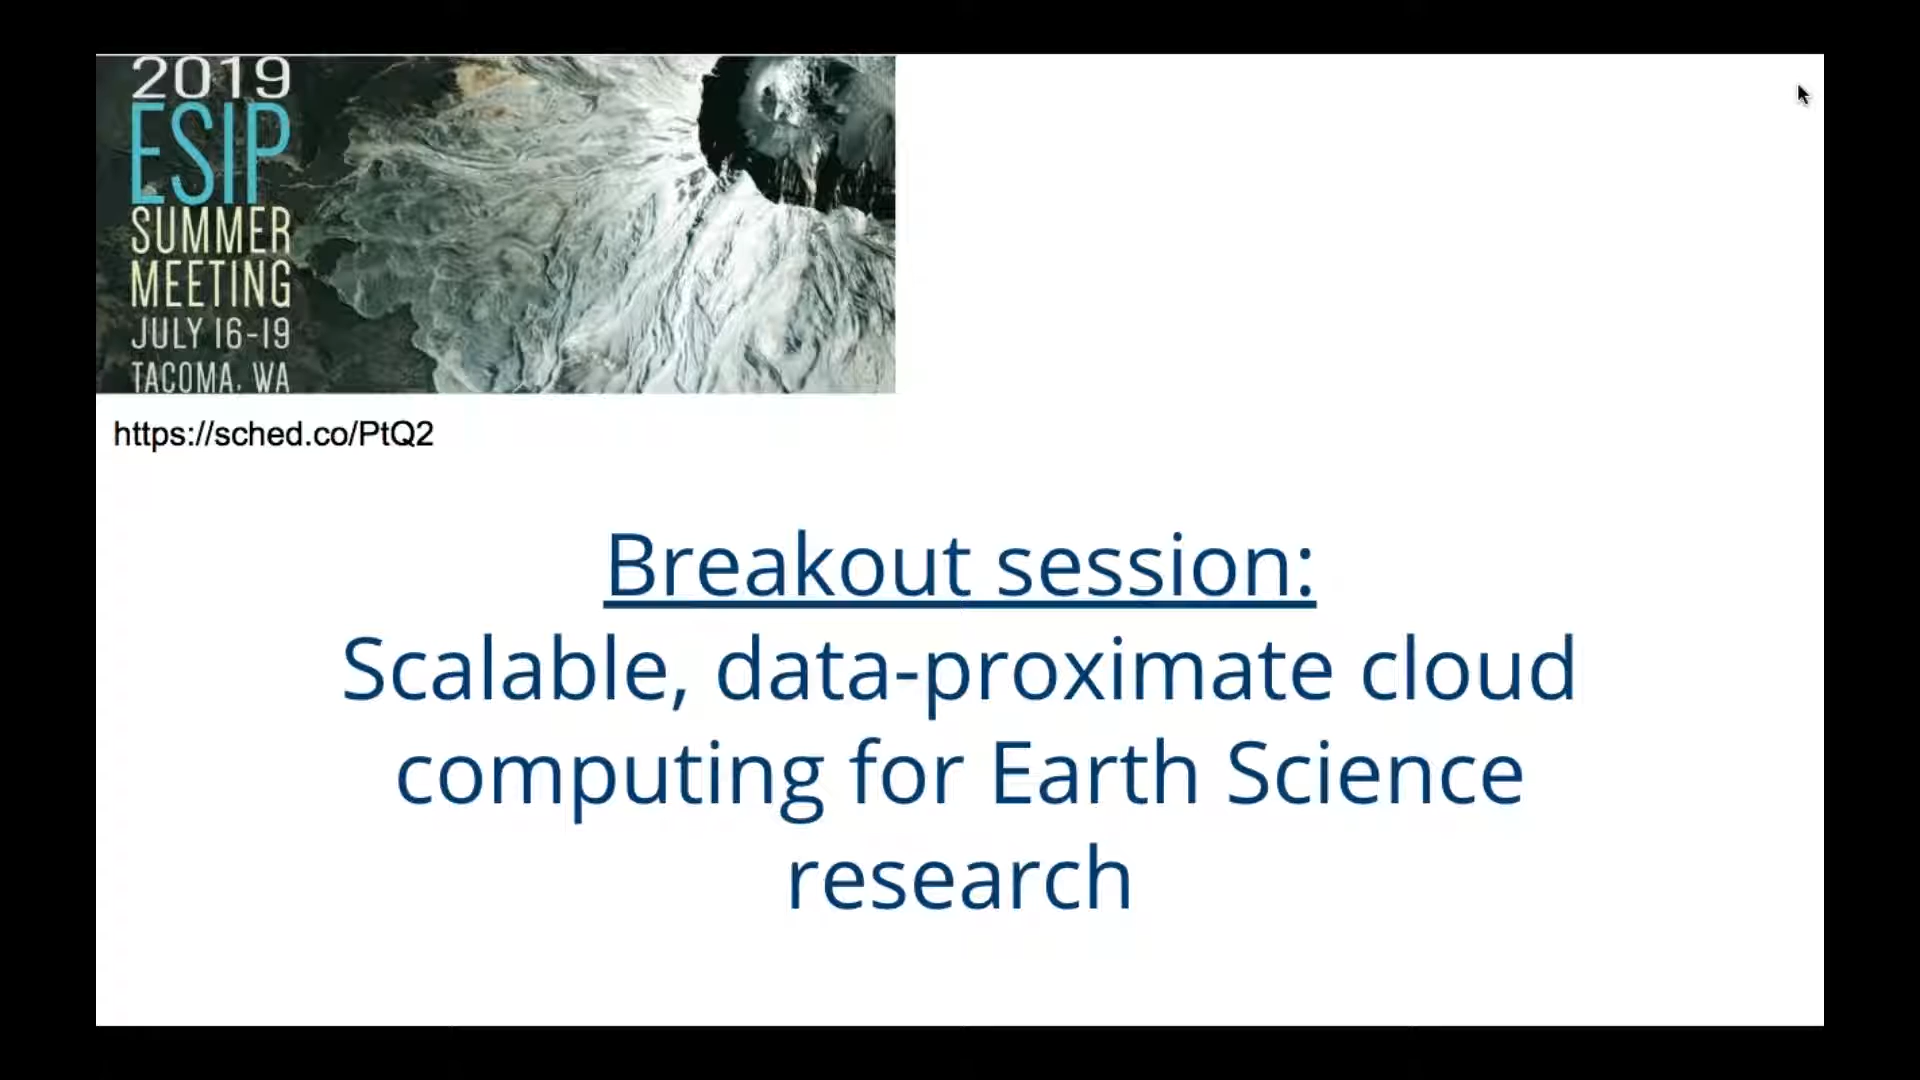 2019
ESIP
SUMMER
MEETING
JULY 16-19
TACOMA, WA
https://sched.co/PtQ2
Breakout session:
Scalable, data-proximate cloud
computing for Earth Science
research